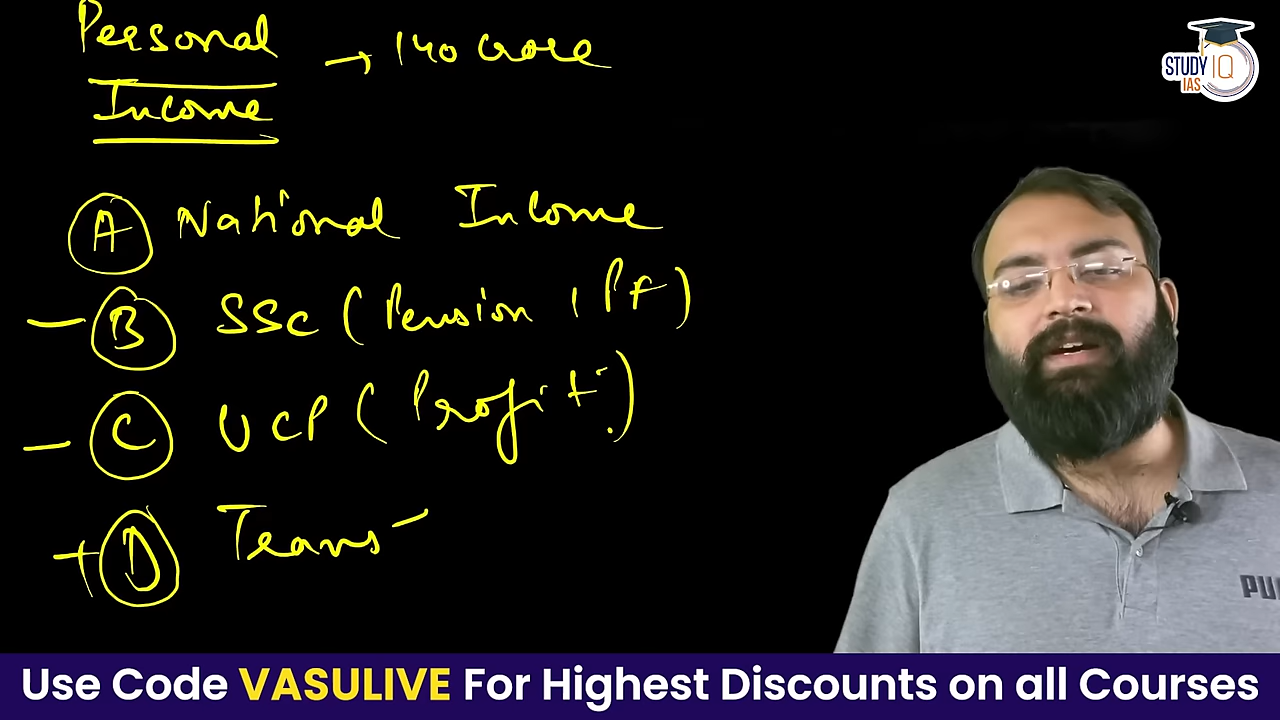 Personal
Income
→ 140 crore
A National Income
- B SSC (Pension, PF)
- C UCP (Profit)
+ D Trans -
STUDY IQ
IAS
PU
Use Code VASULIVE For Highest Discounts on all Courses